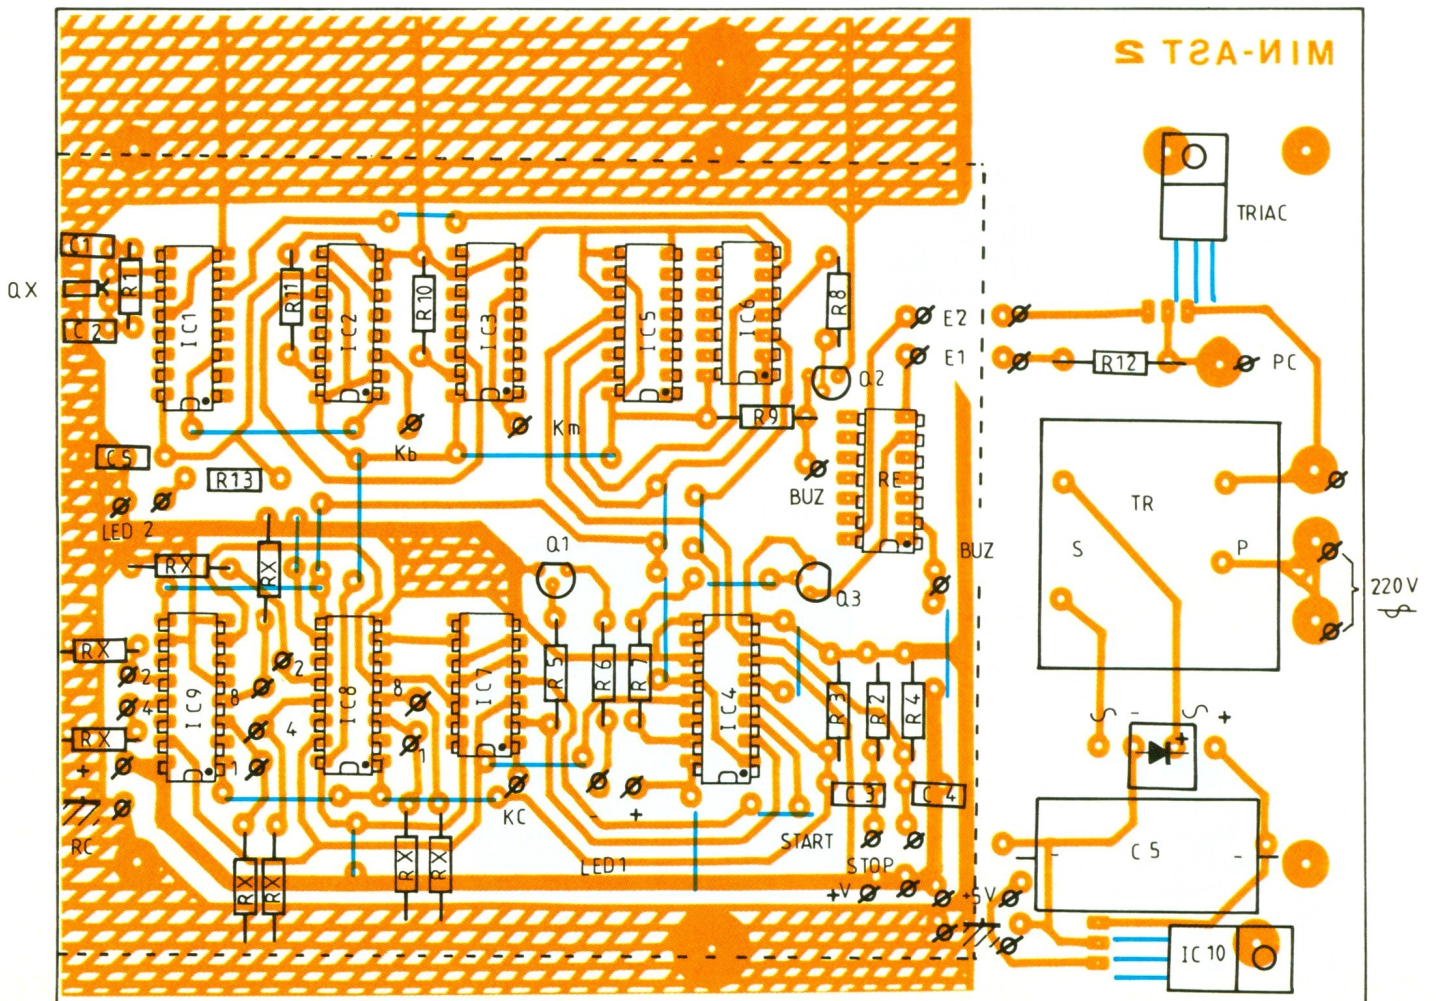 MIN-AST 2
TRIAC
C1
R1
QX
C2
IC1
R11
IC2
R10
IC3
IC5
IC6
R8
E2
E1
R12
PC
Q2
R9
Kb
Km
C5
R13
BUZ
RE
TR
LED 2
S
P
Q1
BUZ
RX
RX
Q3
220V
RX
2
2
8
8
4
4
IC9
IC8
IC7
R5
R6
R7
IC4
R3
R2
R4
RX
1
1
+
-
+
-
+
+
KC
C3
C4
START
RC
STOP
LED1
C5
-
-
RX
RX
RX
RX
+V
+5V
IC10